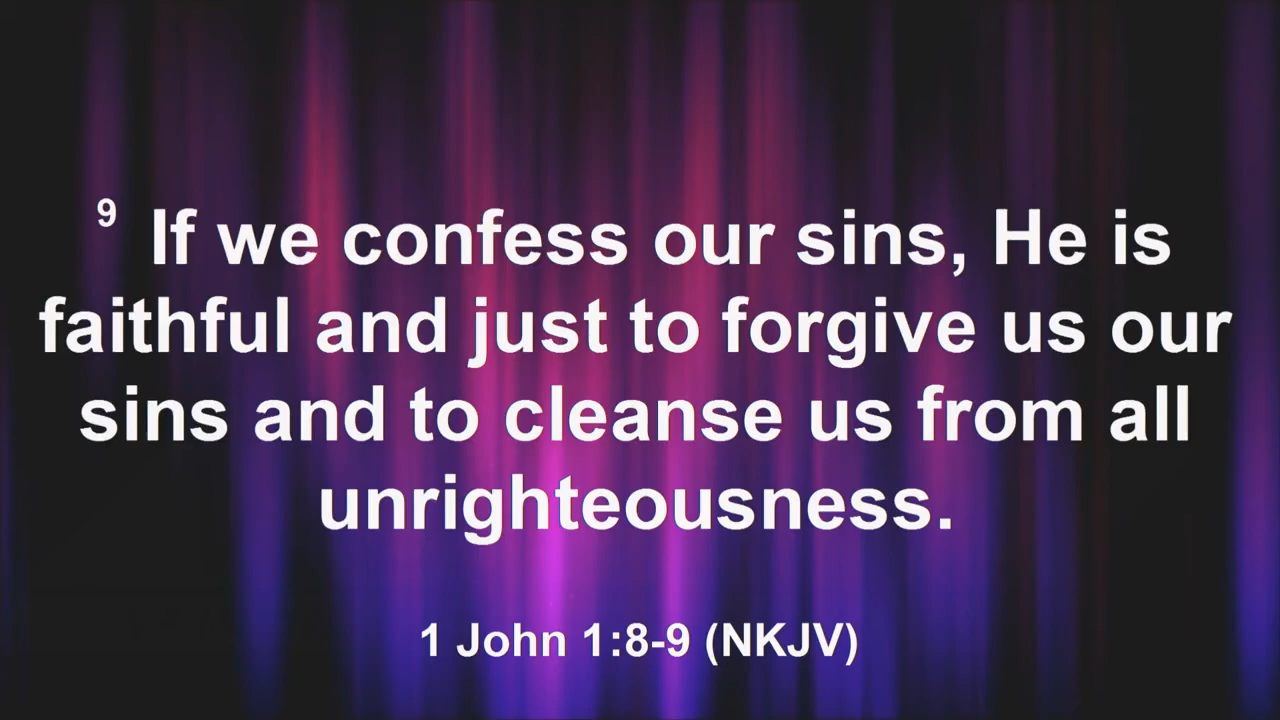 9 If we confess our sins, He is
faithful and just to forgive us our
sins and to cleanse us from all
unrighteousness.
1 John 1:8-9 (NKJV)